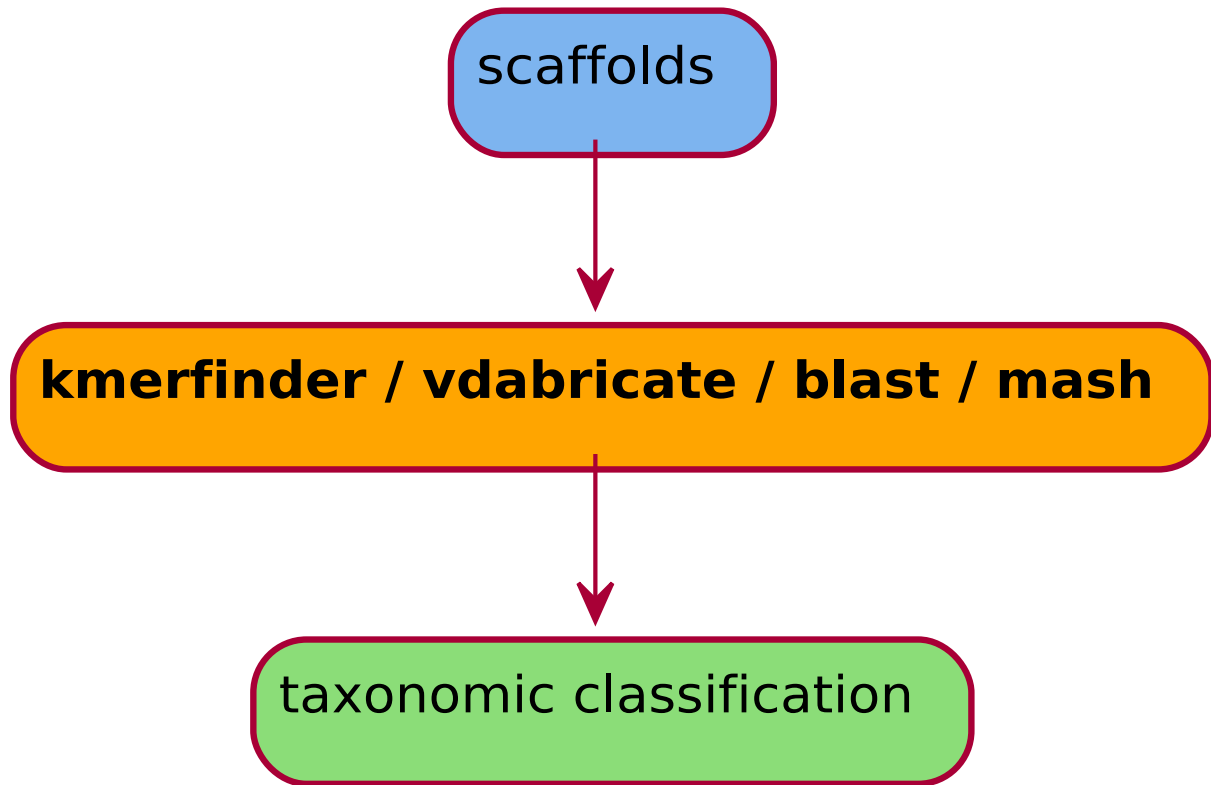 scaffolds
kmerfinder / vdabricate / blast / mash
taxonomic classification